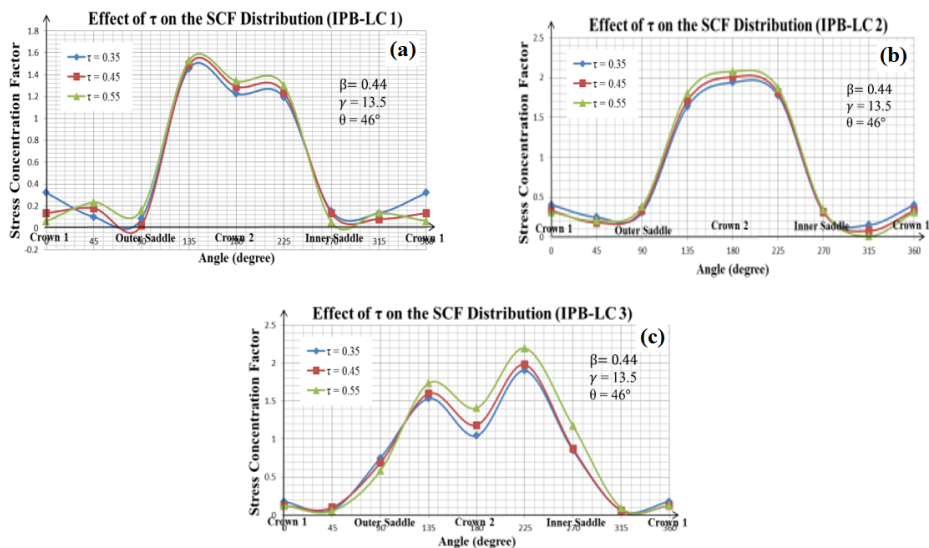 Effect of τ on the SCF Distribution (IPB-LC 1)
(a)
Stress Concentration Factor
1.8
1.6
1.4
1.2
1
0.8
0.6
0.4
0.2
0
-0.2
τ = 0.35
τ = 0.45
τ = 0.55
β= 0.44
γ = 13.5
θ = 46°
Crown 1 Outer Saddle Crown 2 Inner Saddle Crown 1
45 90 135 180 225 270 315 360
Angle (degree)
Effect of τ on the SCF Distribution (IPB-LC 2)
(b)
Stress Concentration Factor
2.5
2
1.5
1
0.5
0
τ = 0.35
τ = 0.45
τ = 0.55
β= 0.44
γ = 13.5
θ = 46°
Crown 1 Outer Saddle Crown 2 Inner Saddle Crown 1
0 45 90 135 180 225 270 315 360
Angle (degree)
Effect of τ on the SCF Distribution (IPB-LC 3)
(c)
Stress Concentration Factor
2.5
2
1.5
1
0.5
0
τ = 0.35
τ = 0.45
τ = 0.55
β= 0.44
γ = 13.5
θ = 46°
Crown 1 Outer Saddle Crown 2 Inner Saddle Crown 1
0 45 90 135 180 225 270 315 360
Angle (degree)